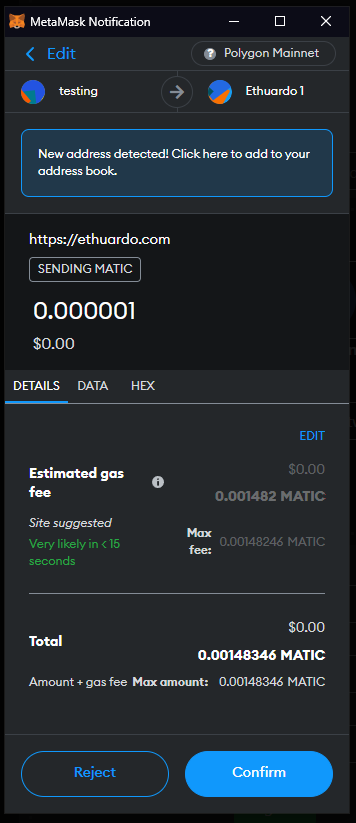 MetaMask Notification
Edit
Polygon Mainnet
testing
Ethuardo 1
New address detected! Click here to add to your
address book.
https://ethuardo.com
SENDING MATIC
0.000001
$0.00
DETAILS
DATA
HEX
EDIT
Estimated gas
fee
$0.00
0.001482 MATIC
Site suggested
Very likely in < 15
seconds
Max
fee:
0.00148246 MATIC
Total
$0.00
0.00148346 MATIC
Amount + gas fee
Max amount:
0.00148346 MATIC
Reject
Confirm